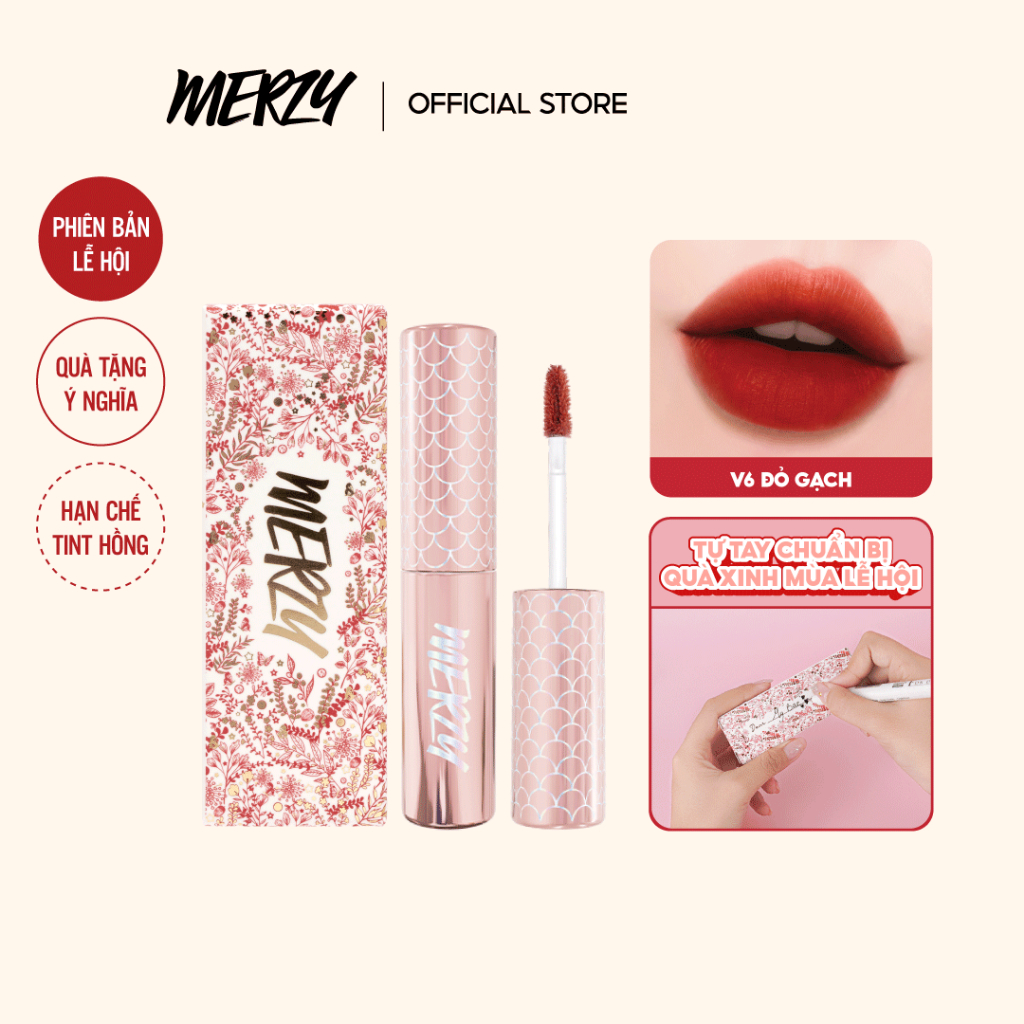 MERZY
OFFICIAL STORE
PHIÊN BẢN
LỄ HỘI
QUÀ TẶNG
Ý NGHĨA
HẠN CHẾ
TINT HỒNG
MERZY
MERZY
V6 ĐỎ GẠCH
TỰ TAY CHUẨN BỊ
QUÀ XINH MÙA LỄ HỘI